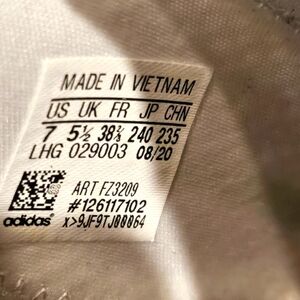 MADE IN VIETNAM
US UK FR JP CHN
7 5½ 38⅔ 240 235
LHG 029003 08/20
ART FZ3209
#126117102
adidas x>9JF9TJ00064